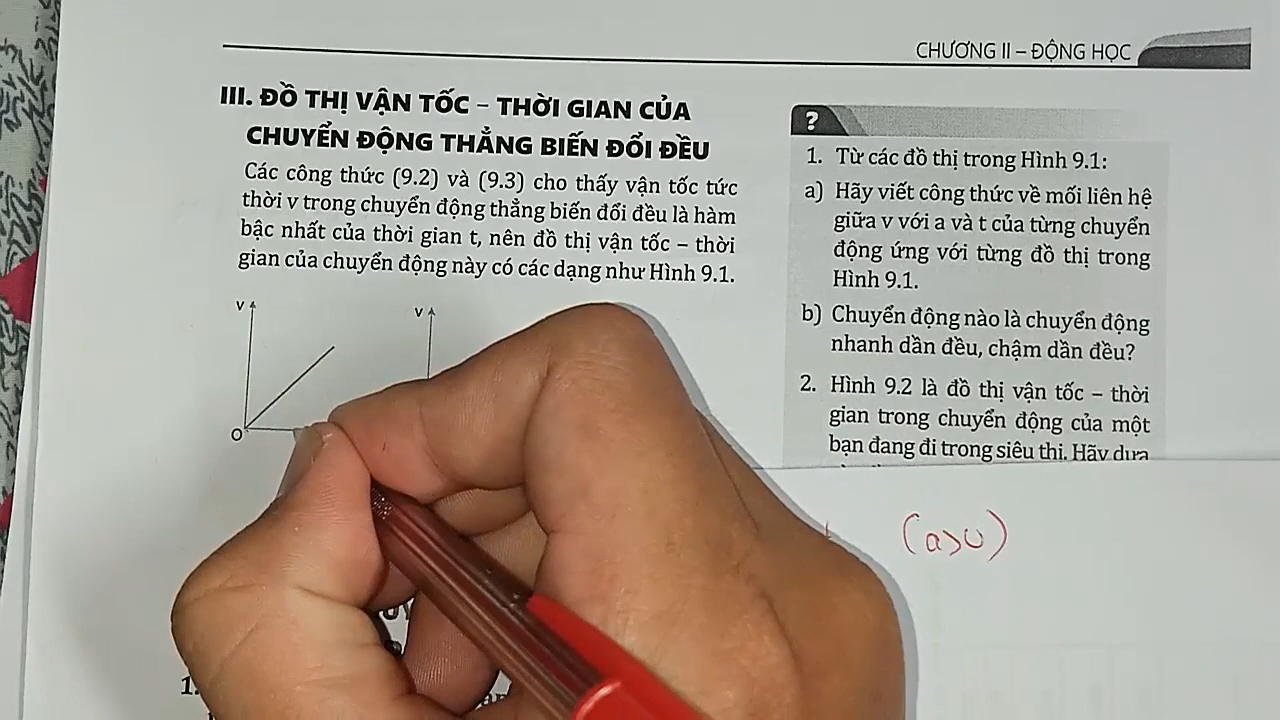 CHƯƠNG II – ĐỘNG HỌC
III. ĐỒ THỊ VẬN TỐC – THỜI GIAN CỦA
CHUYỂN ĐỘNG THẲNG BIẾN ĐỔI ĐỀU
Các công thức (9.2) và (9.3) cho thấy vận tốc tức
thời v trong chuyển động thẳng biến đổi đều là hàm
bậc nhất của thời gian t, nên đồ thị vận tốc – thời
gian của chuyển động này có các dạng như Hình 9.1.
v
v
O
?
1. Từ các đồ thị trong Hình 9.1:
a) Hãy viết công thức về mối liên hệ
giữa v với a và t của từng chuyển
động ứng với từng đồ thị trong
Hình 9.1.
b) Chuyển động nào là chuyển động
nhanh dần đều, chậm dần đều?
2. Hình 9.2 là đồ thị vận tốc – thời
gian trong chuyển động của một
bạn đang đi trong siêu thị. Hãy dựa
(a>0)
1.